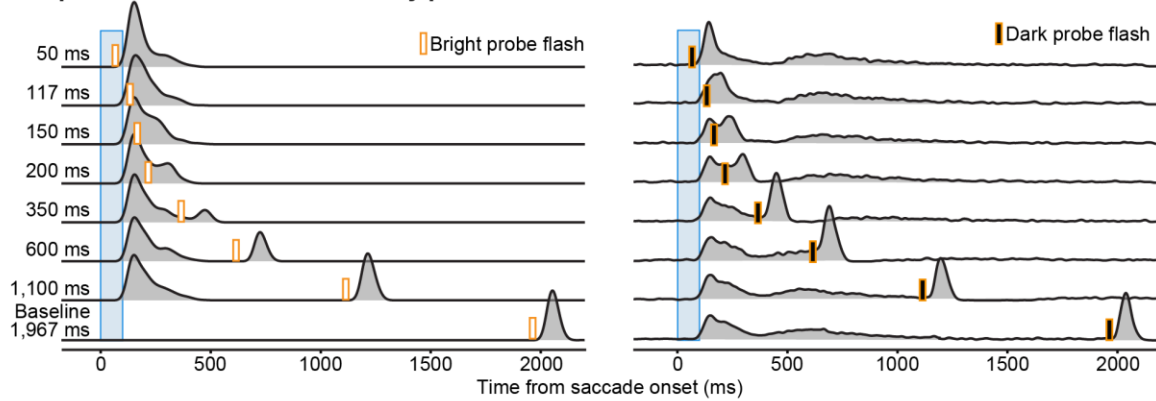 50 ms
117 ms
150 ms
200 ms
350 ms
600 ms
1,100 ms
Baseline
1,967 ms
Bright probe flash
0
500
1000
1500
2000
Dark probe flash
0
500
1000
1500
2000
Time from saccade onset (ms)